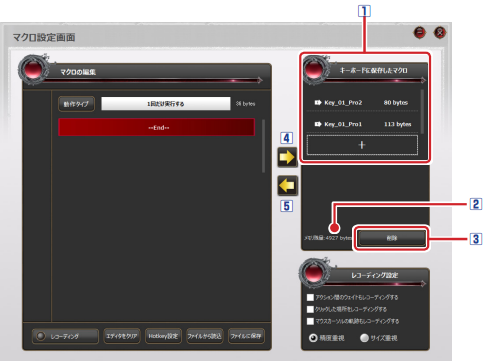 1
マクロ設定画面
マクロの編集
動作タイプ 1回だけ実行する 36 bytes
--End--
レコーディング エディタをクリア Hotkey設定 ファイルから読込 ファイルに保存
4
5
キーボードに保存したマクロ
Key_01_Pro2 80 bytes
Key_01_Pro1 113 bytes
+
2
メモリ残量: 4927 bytes 削除
3
レコーディング設定
アクション間のウェイトもレコーディングする
クリックした場所をレコーディングする
マウスカーソルの軌跡もレコーディングする
精度重視 サイズ重視